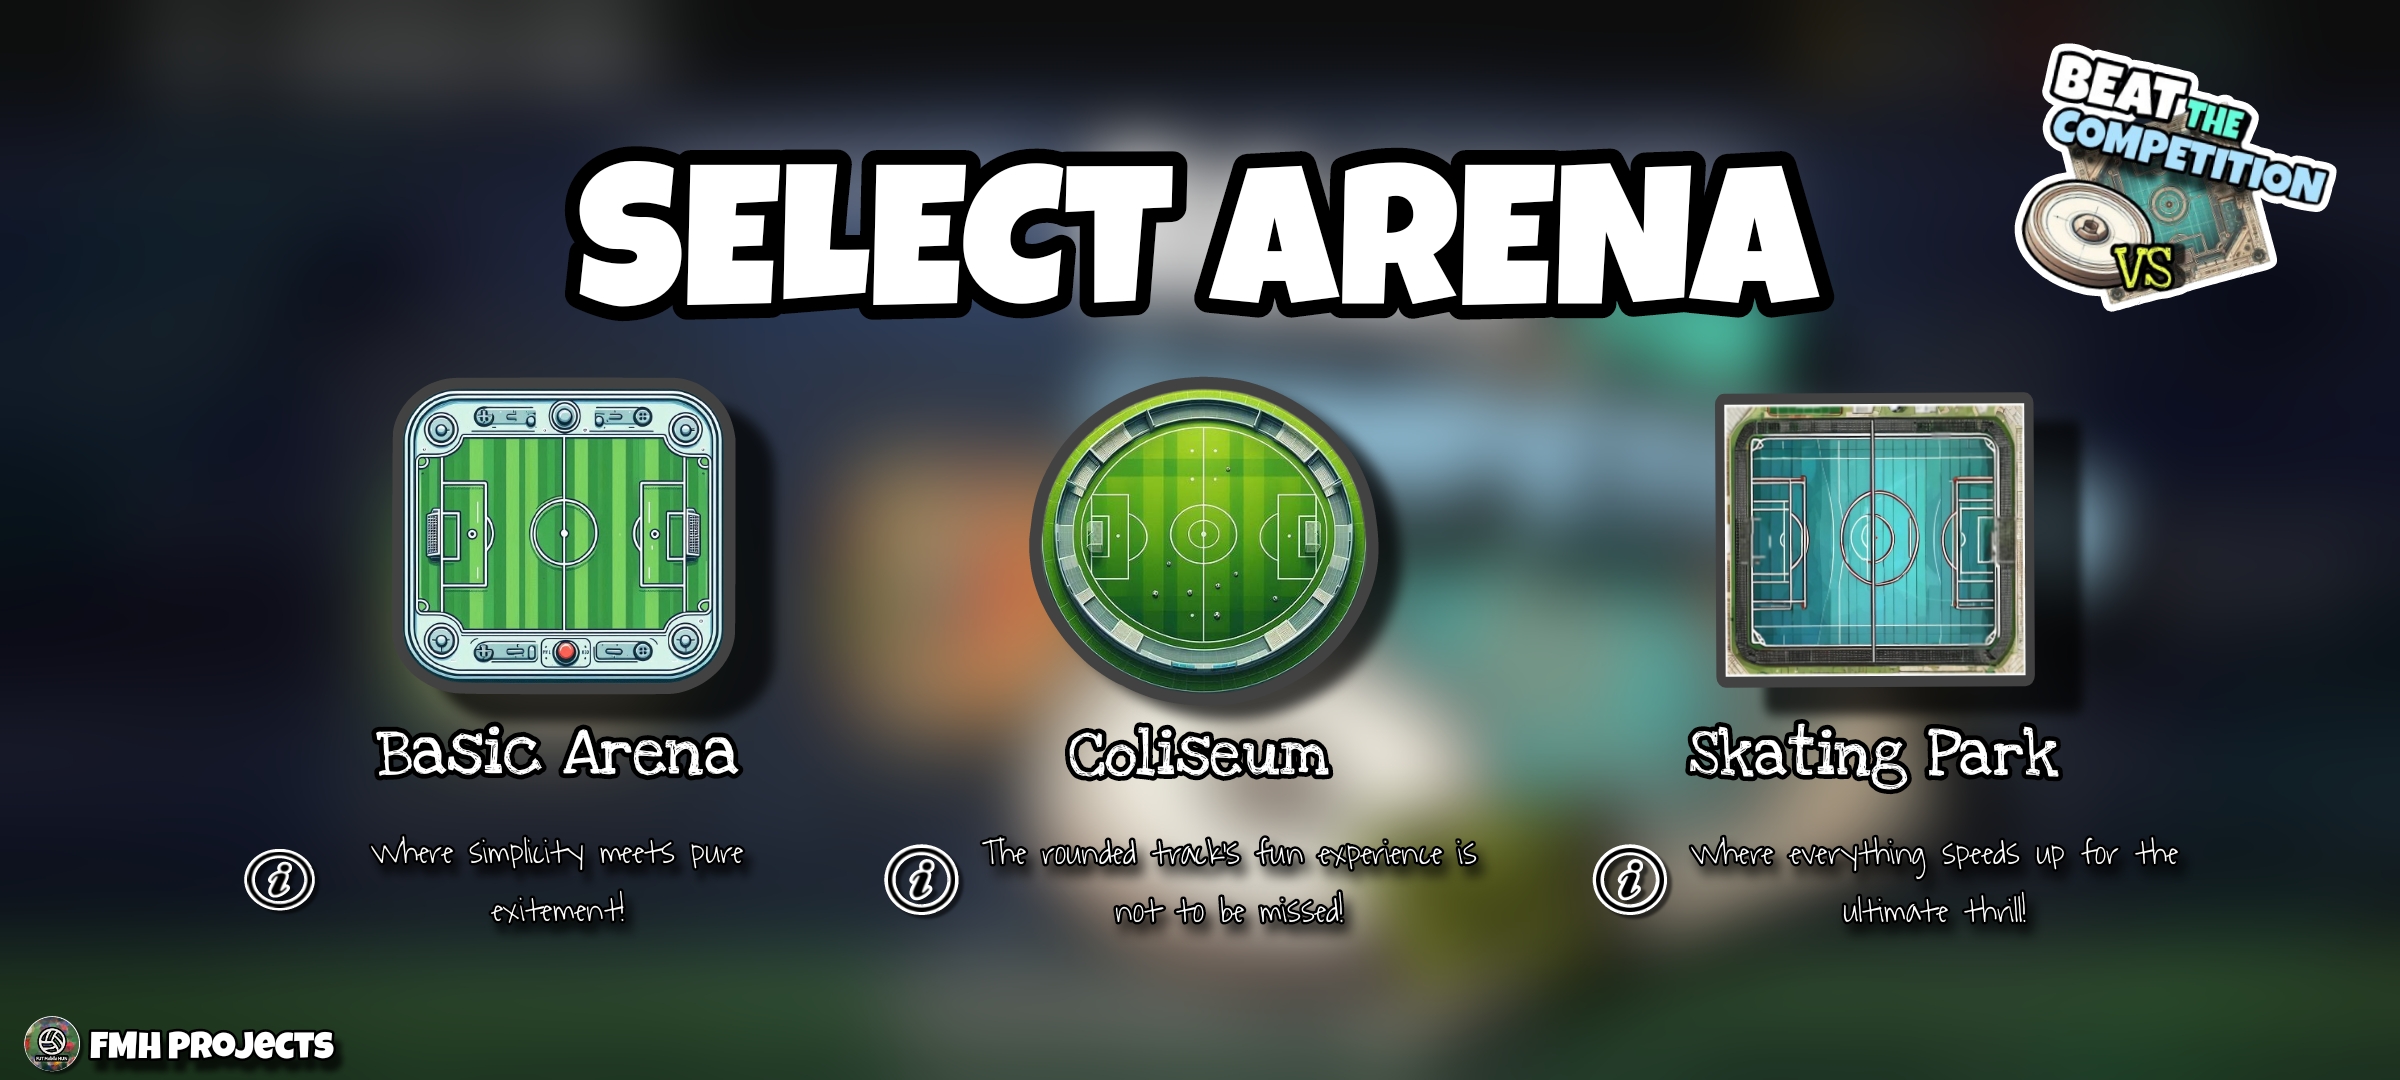 BEAT THE
COMPETITION
VS
SELECT ARENA
Basic Arena
Coliseum
Skating Park
Where simplicity meets pure
exitement!
The rounded track's fun experience is
not to be missed!
Where everything speeds up for the
ultimate thrill!
FMH PROJECTS